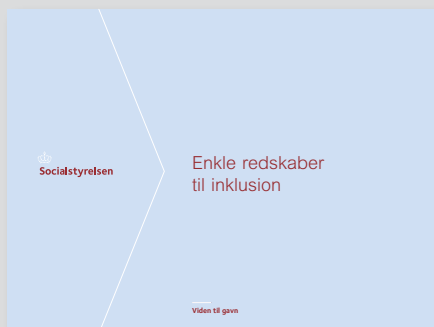 Socialstyrelsen
Enkle redskaber
til inklusion
Viden til gavn